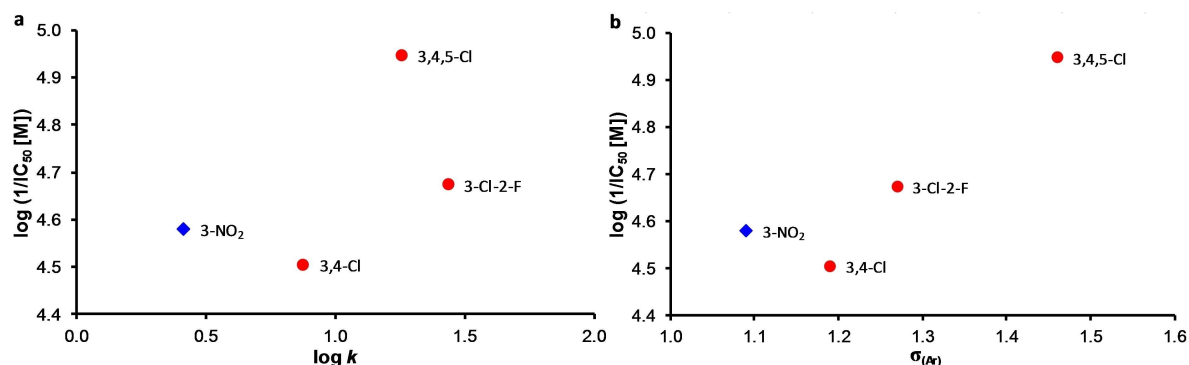 a
5.0
4.9
4.8
4.7
4.6
4.5
4.4
log (1/IC₅₀ [M])
3,4,5-Cl
3-Cl-2-F
3-NO₂
3,4-Cl
0.0 0.5 1.0 1.5 2.0
log k
b
5.0
4.9
4.8
4.7
4.6
4.5
4.4
log (1/IC₅₀ [M])
3,4,5-Cl
3-Cl-2-F
3-NO₂
3,4-Cl
1.0 1.1 1.2 1.3 1.4 1.5 1.6
σ(Ar)